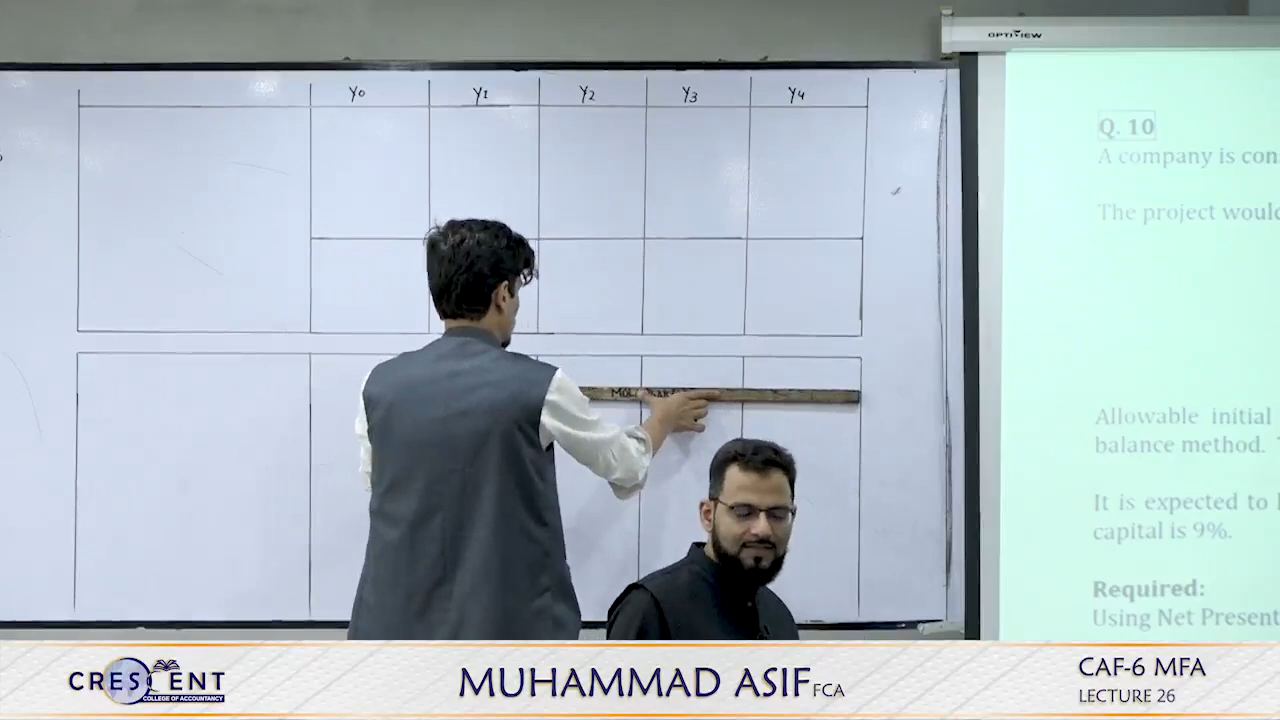 Y0 Y1 Y2 Y3 Y4
OPTIVIEW
Q. 10
A company is con
The project would
Allowable initial
balance method.
It is expected to
capital is 9%.
Required:
Using Net Present
CRESCENT
COLLEGE OF ACCOUNTANCY
MUHAMMAD ASIF FCA
CAF-6 MFA
LECTURE 26